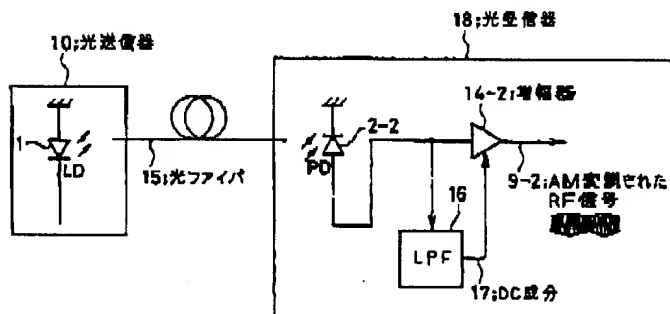 18;光受信器
10;光送信器
14-2;増幅器
1
LD
15;光ファイバ
2-2
PD
9-2;AM変調された
RF信号
16
LPF
17;DC成分